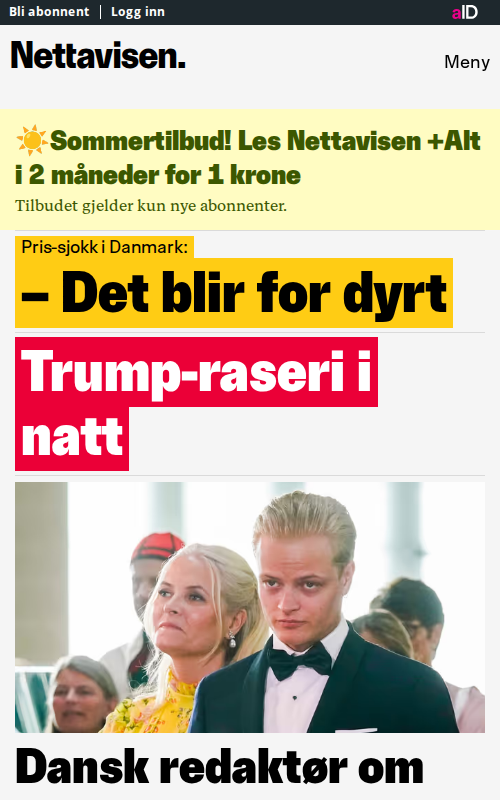 Bli abonnent | Logg inn
aID
Nettavisen.
Meny
☀️Sommertilbud! Les Nettavisen +Alt
i 2 måneder for 1 krone
Tilbudet gjelder kun nye abonnenter.
Pris-sjokk i Danmark:
– Det blir for dyrt
Trump-raseri i
natt
Dansk redaktør om